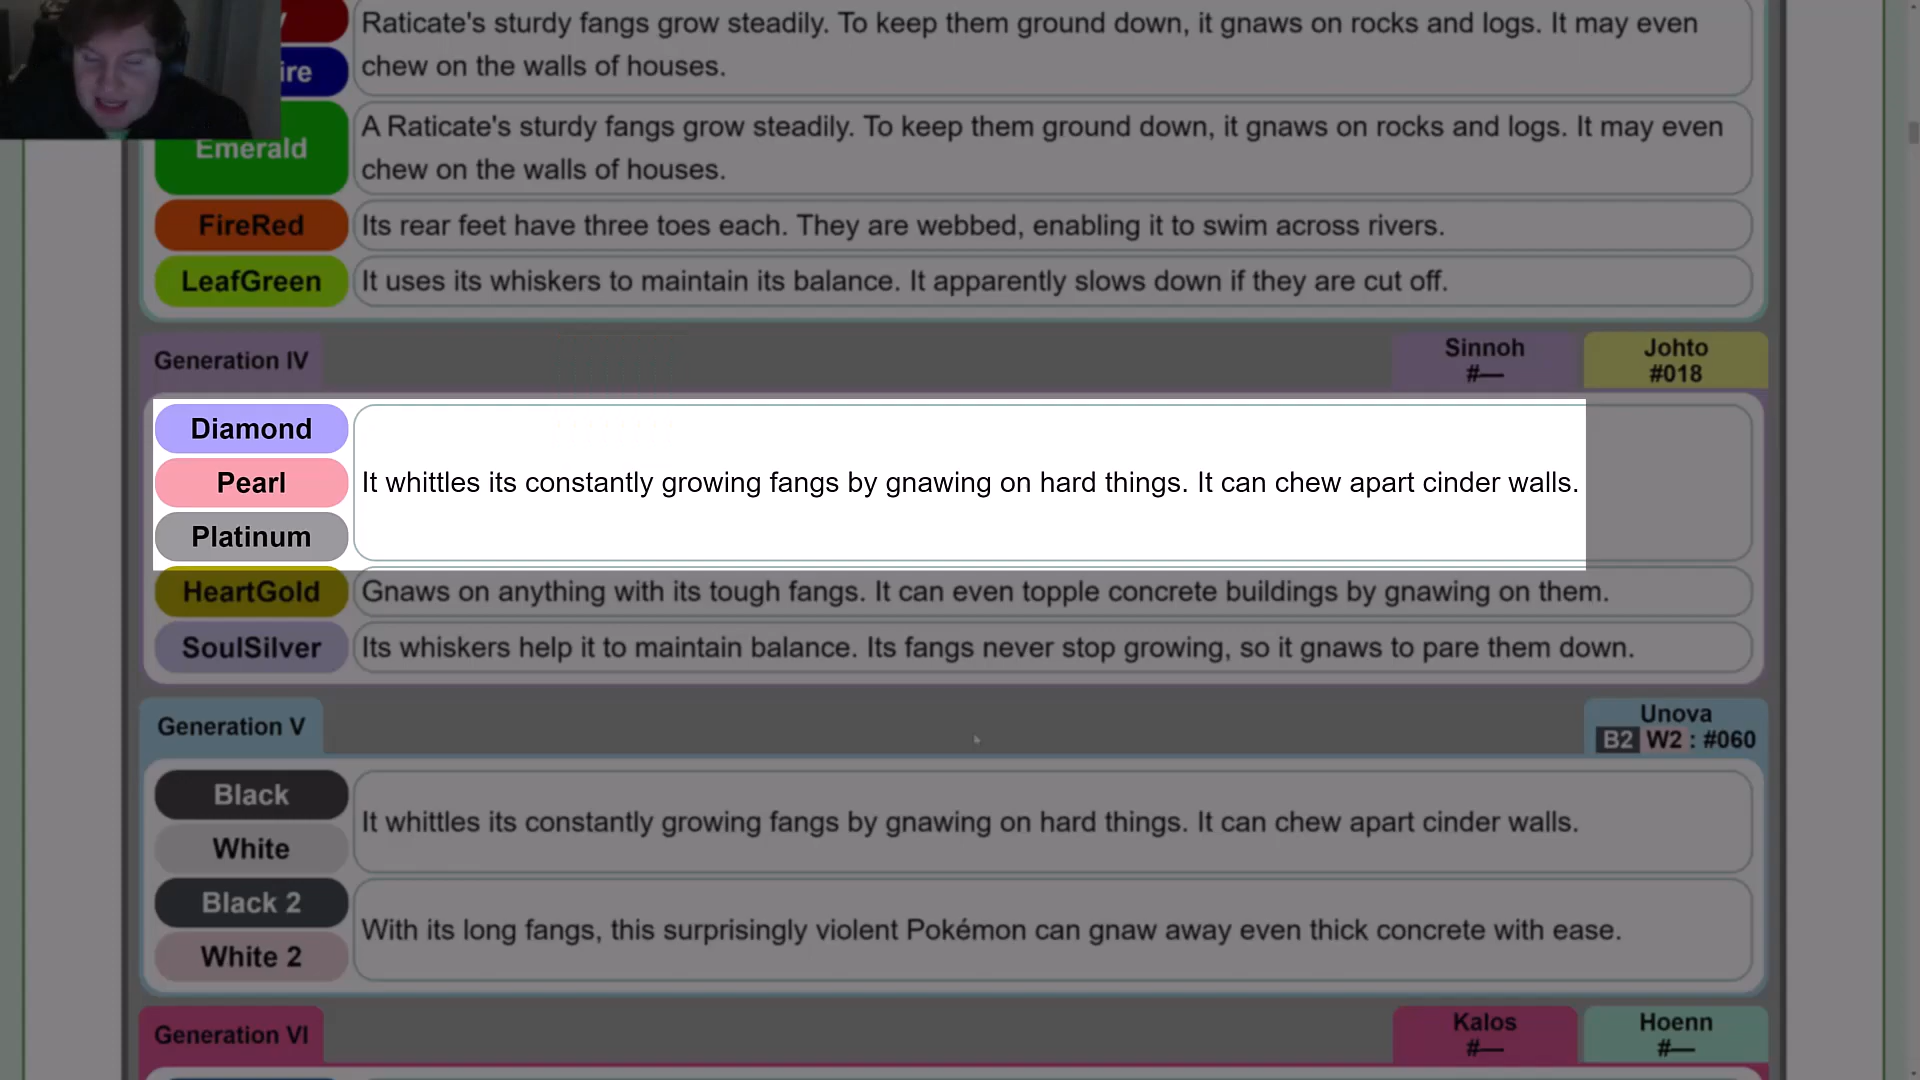 y
Raticate's sturdy fangs grow steadily. To keep them ground down, it gnaws on rocks and logs. It may even
ire
chew on the walls of houses.
Emerald
A Raticate's sturdy fangs grow steadily. To keep them ground down, it gnaws on rocks and logs. It may even
chew on the walls of houses.
FireRed
Its rear feet have three toes each. They are webbed, enabling it to swim across rivers.
LeafGreen
It uses its whiskers to maintain its balance. It apparently slows down if they are cut off.
Generation IV
Sinnoh
#—
Johto
#018
Diamond
Pearl
Platinum
It whittles its constantly growing fangs by gnawing on hard things. It can chew apart cinder walls.
HeartGold
Gnaws on anything with its tough fangs. It can even topple concrete buildings by gnawing on them.
SoulSilver
Its whiskers help it to maintain balance. Its fangs never stop growing, so it gnaws to pare them down.
Generation V
Unova
B2 W2 : #060
Black
White
It whittles its constantly growing fangs by gnawing on hard things. It can chew apart cinder walls.
Black 2
White 2
With its long fangs, this surprisingly violent Pokémon can gnaw away even thick concrete with ease.
Generation VI
Kalos
#—
Hoenn
#—